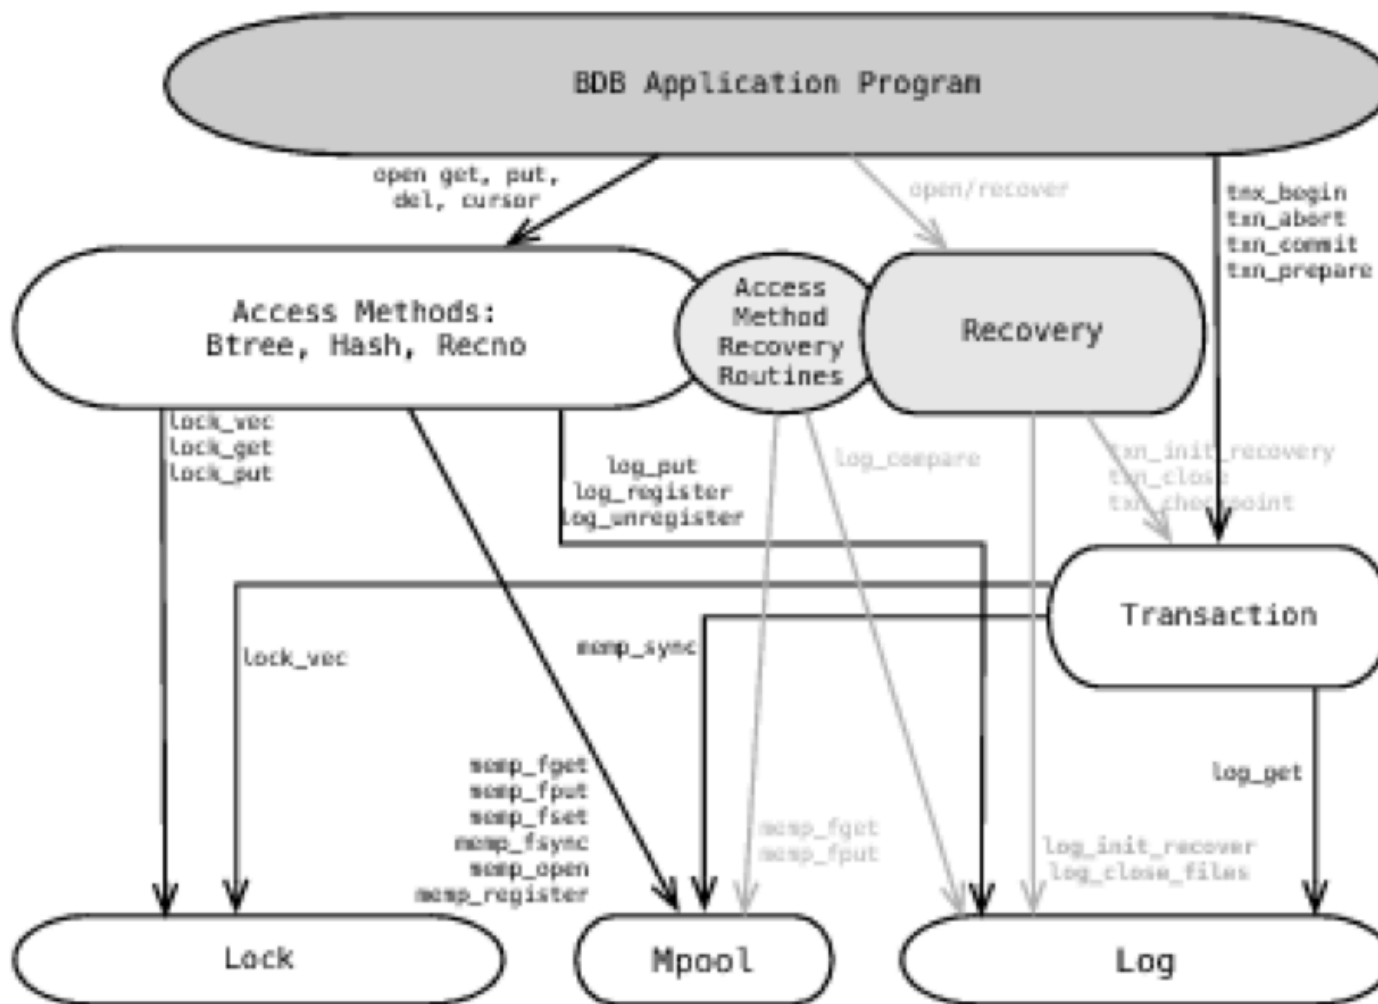 BDB Application Program
open get, put,
del, cursor
open/recover
tnx_begin
txn_abort
txn_commit
txn_prepare
Access Methods:
Btree, Hash, Recno
Access
Method
Recovery
Routines
Recovery
lock_vec
lock_get
lock_put
log_put
log_register
log_unregister
log_compare
txn_init_recovery
txn_close
txn_checkpoint
Transaction
lock_vec
memp_sync
memp_fget
memp_fput
memp_fset
memp_fsync
memp_open
memp_register
memp_fget
memp_fput
log_init_recover
log_close_files
log_get
Lock
Mpool
Log